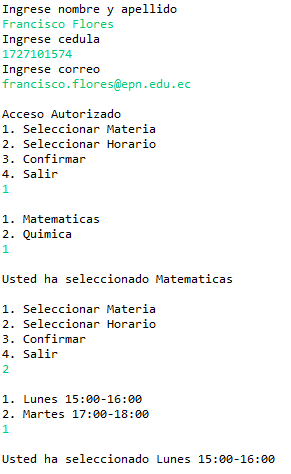 Ingrese nombre y apellido
Francisco Flores
Ingrese cedula
1727101574
Ingrese correo
francisco.flores@epn.edu.ec
Acceso Autorizado
1. Seleccionar Materia
2. Seleccionar Horario
3. Confirmar
4. Salir
1
1. Matematicas
2. Quimica
1
Usted ha seleccionado Matematicas
1. Seleccionar Materia
2. Seleccionar Horario
3. Confirmar
4. Salir
2
1. Lunes 15:00-16:00
2. Martes 17:00-18:00
1
Usted ha seleccionado Lunes 15:00-16:00